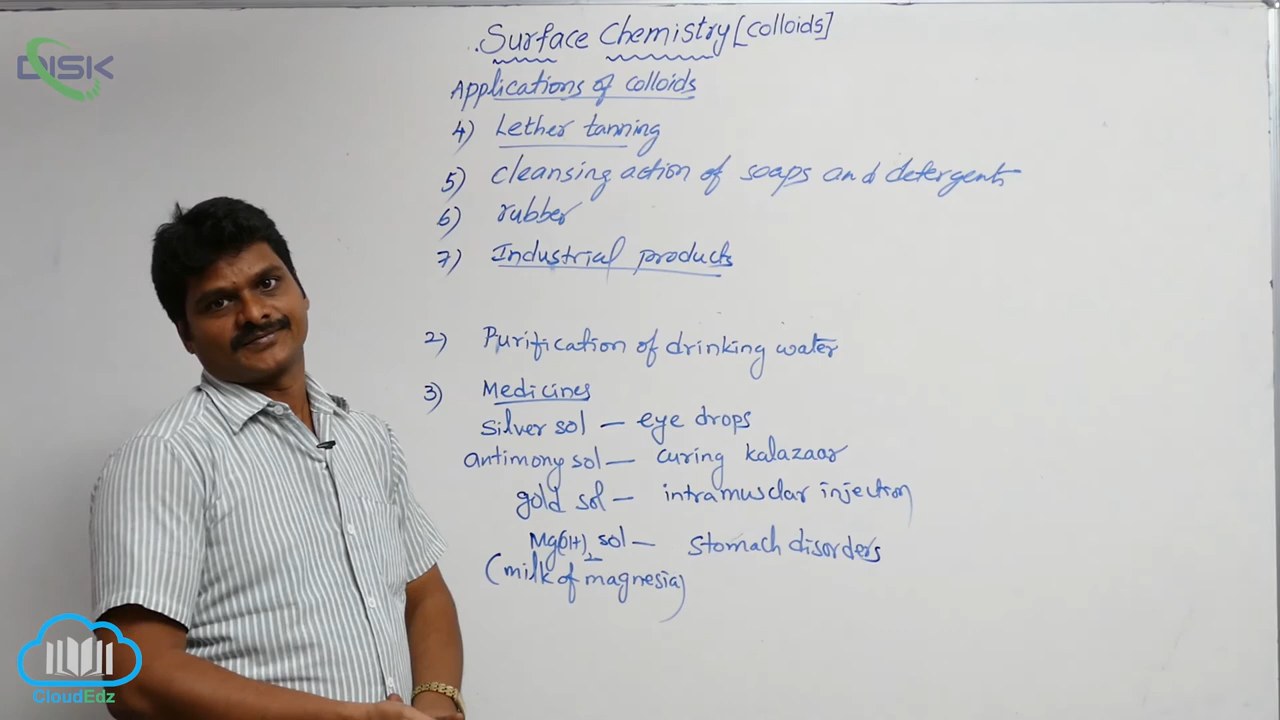 DISK
Surface Chemistry [colloids]
Applications of colloids
4) Lether tanning
5) cleansing action of soaps and detergents
6) rubber
7) Industrial products
2) Purification of drinking water
3) Medicines
silver sol — eye drops
antimony sol — curing kalazaar
gold sol — intramusclar injection
Mg(OH)2 sol — stomach disorders
(milk of magnesia)
CloudEdz